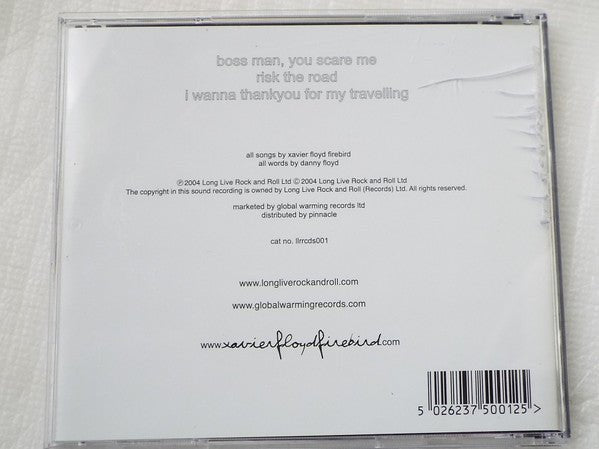 boss man, you scare me
risk the road
i wanna thankyou for my travelling
all songs by xavier floyd firebird
all words by danny floyd
℗2004 Long Live Rock and Roll Ltd ©2004 Long Live Rock and Roll Ltd
The copyright in this sound recording is owned by Long Live Rock and Roll (Records) Ltd. All rights reserved.
marketed by global warming records ltd
distributed by pinnacle
cat no. llrrcds001
www.longliverockandroll.com
www.globalwarmingrecords.com
www.xavierfloydfirebird.com
5 026237 500125 >